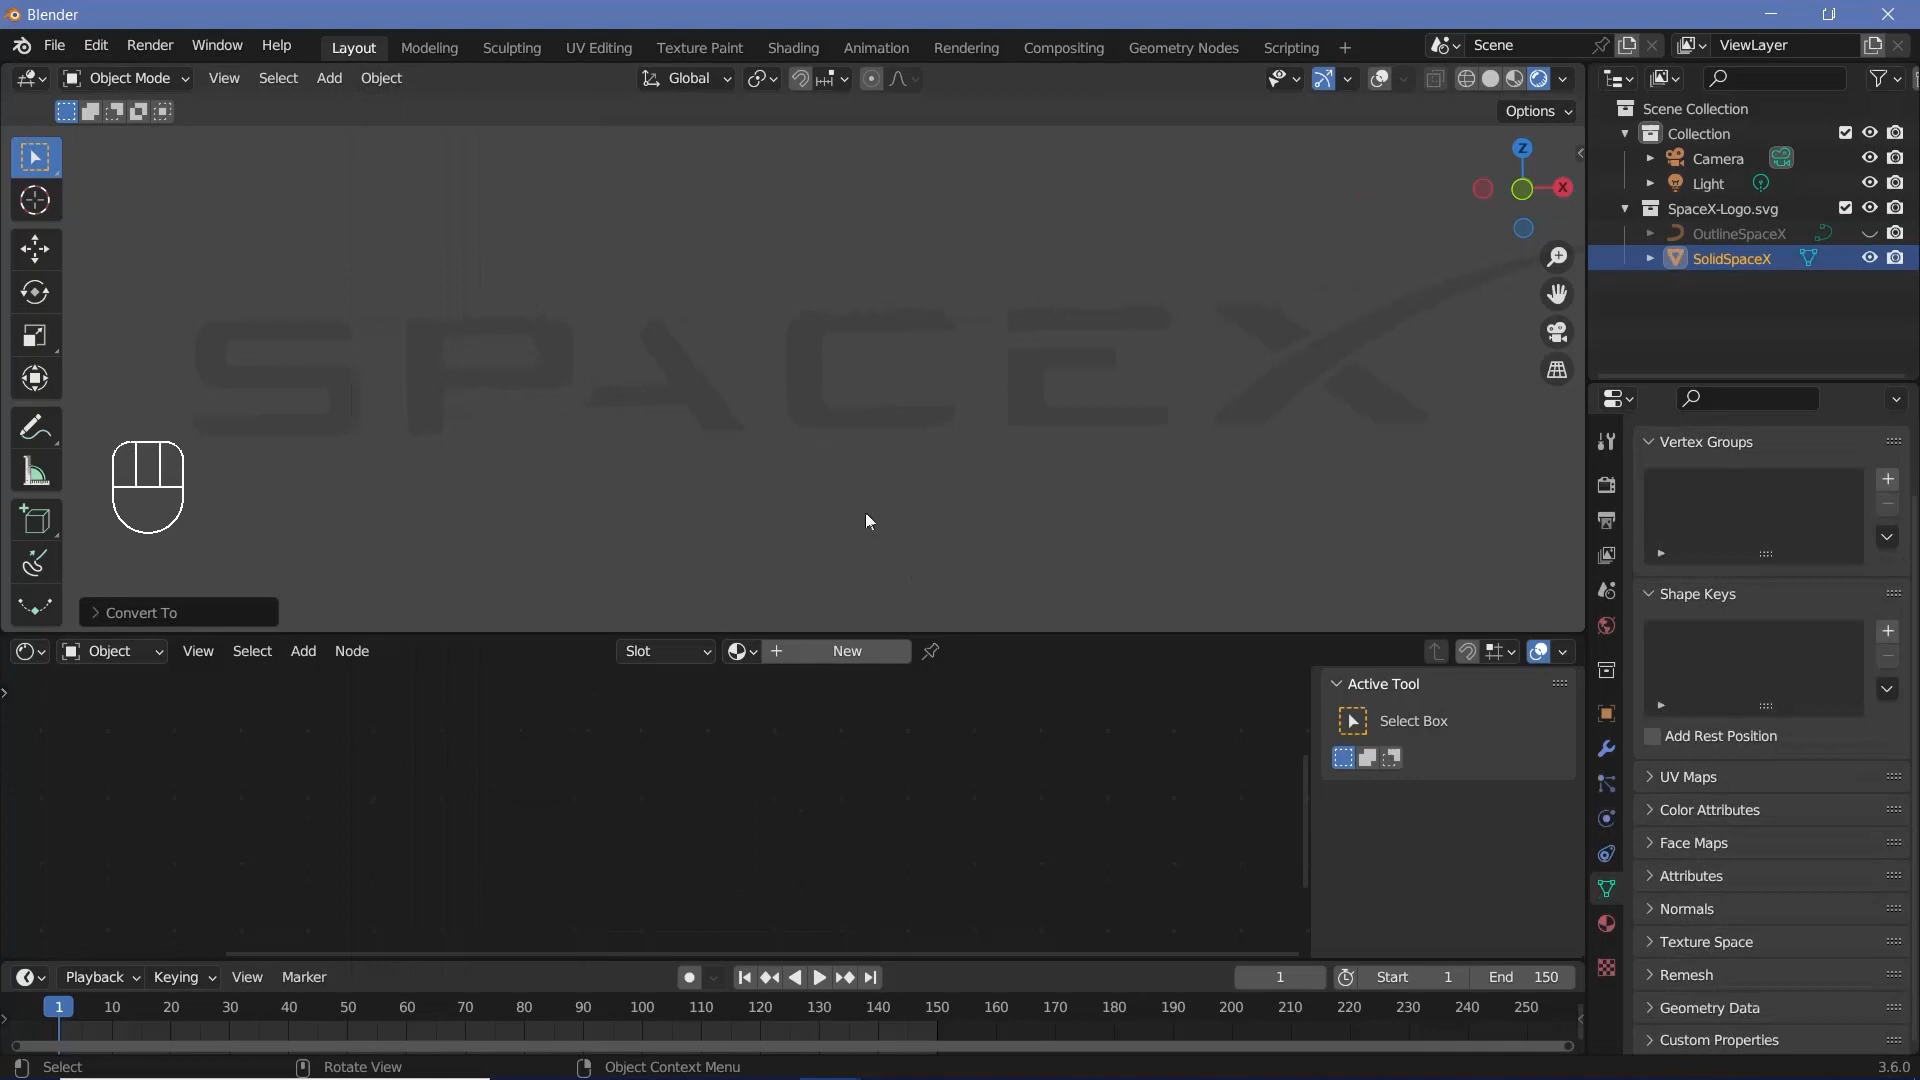 Blender
File Edit Render Window Help
Layout Modeling Sculpting UV Editing Texture Paint Shading Animation Rendering Compositing Geometry Nodes Scripting +
Scene
ViewLayer
Object Mode View Select Add Object
Global
Options
Z
X
SPACEX
Convert To
Scene Collection
Collection
Camera
Light
SpaceX-Logo.svg
OutlineSpaceX
SolidSpaceX
Vertex Groups
Shape Keys
Add Rest Position
UV Maps
Color Attributes
Face Maps
Attributes
Normals
Texture Space
Remesh
Geometry Data
Custom Properties
Object View Select Add Node
Slot
New
Active Tool
Select Box
Playback Keying View Marker
1
Start 1
End 150
1 10 20 30 40 50 60 70 80 90 100 110 120 130 140 150 160 170 180 190 200 210 220 230 240 250
Select
Rotate View
Object Context Menu
3.6.0